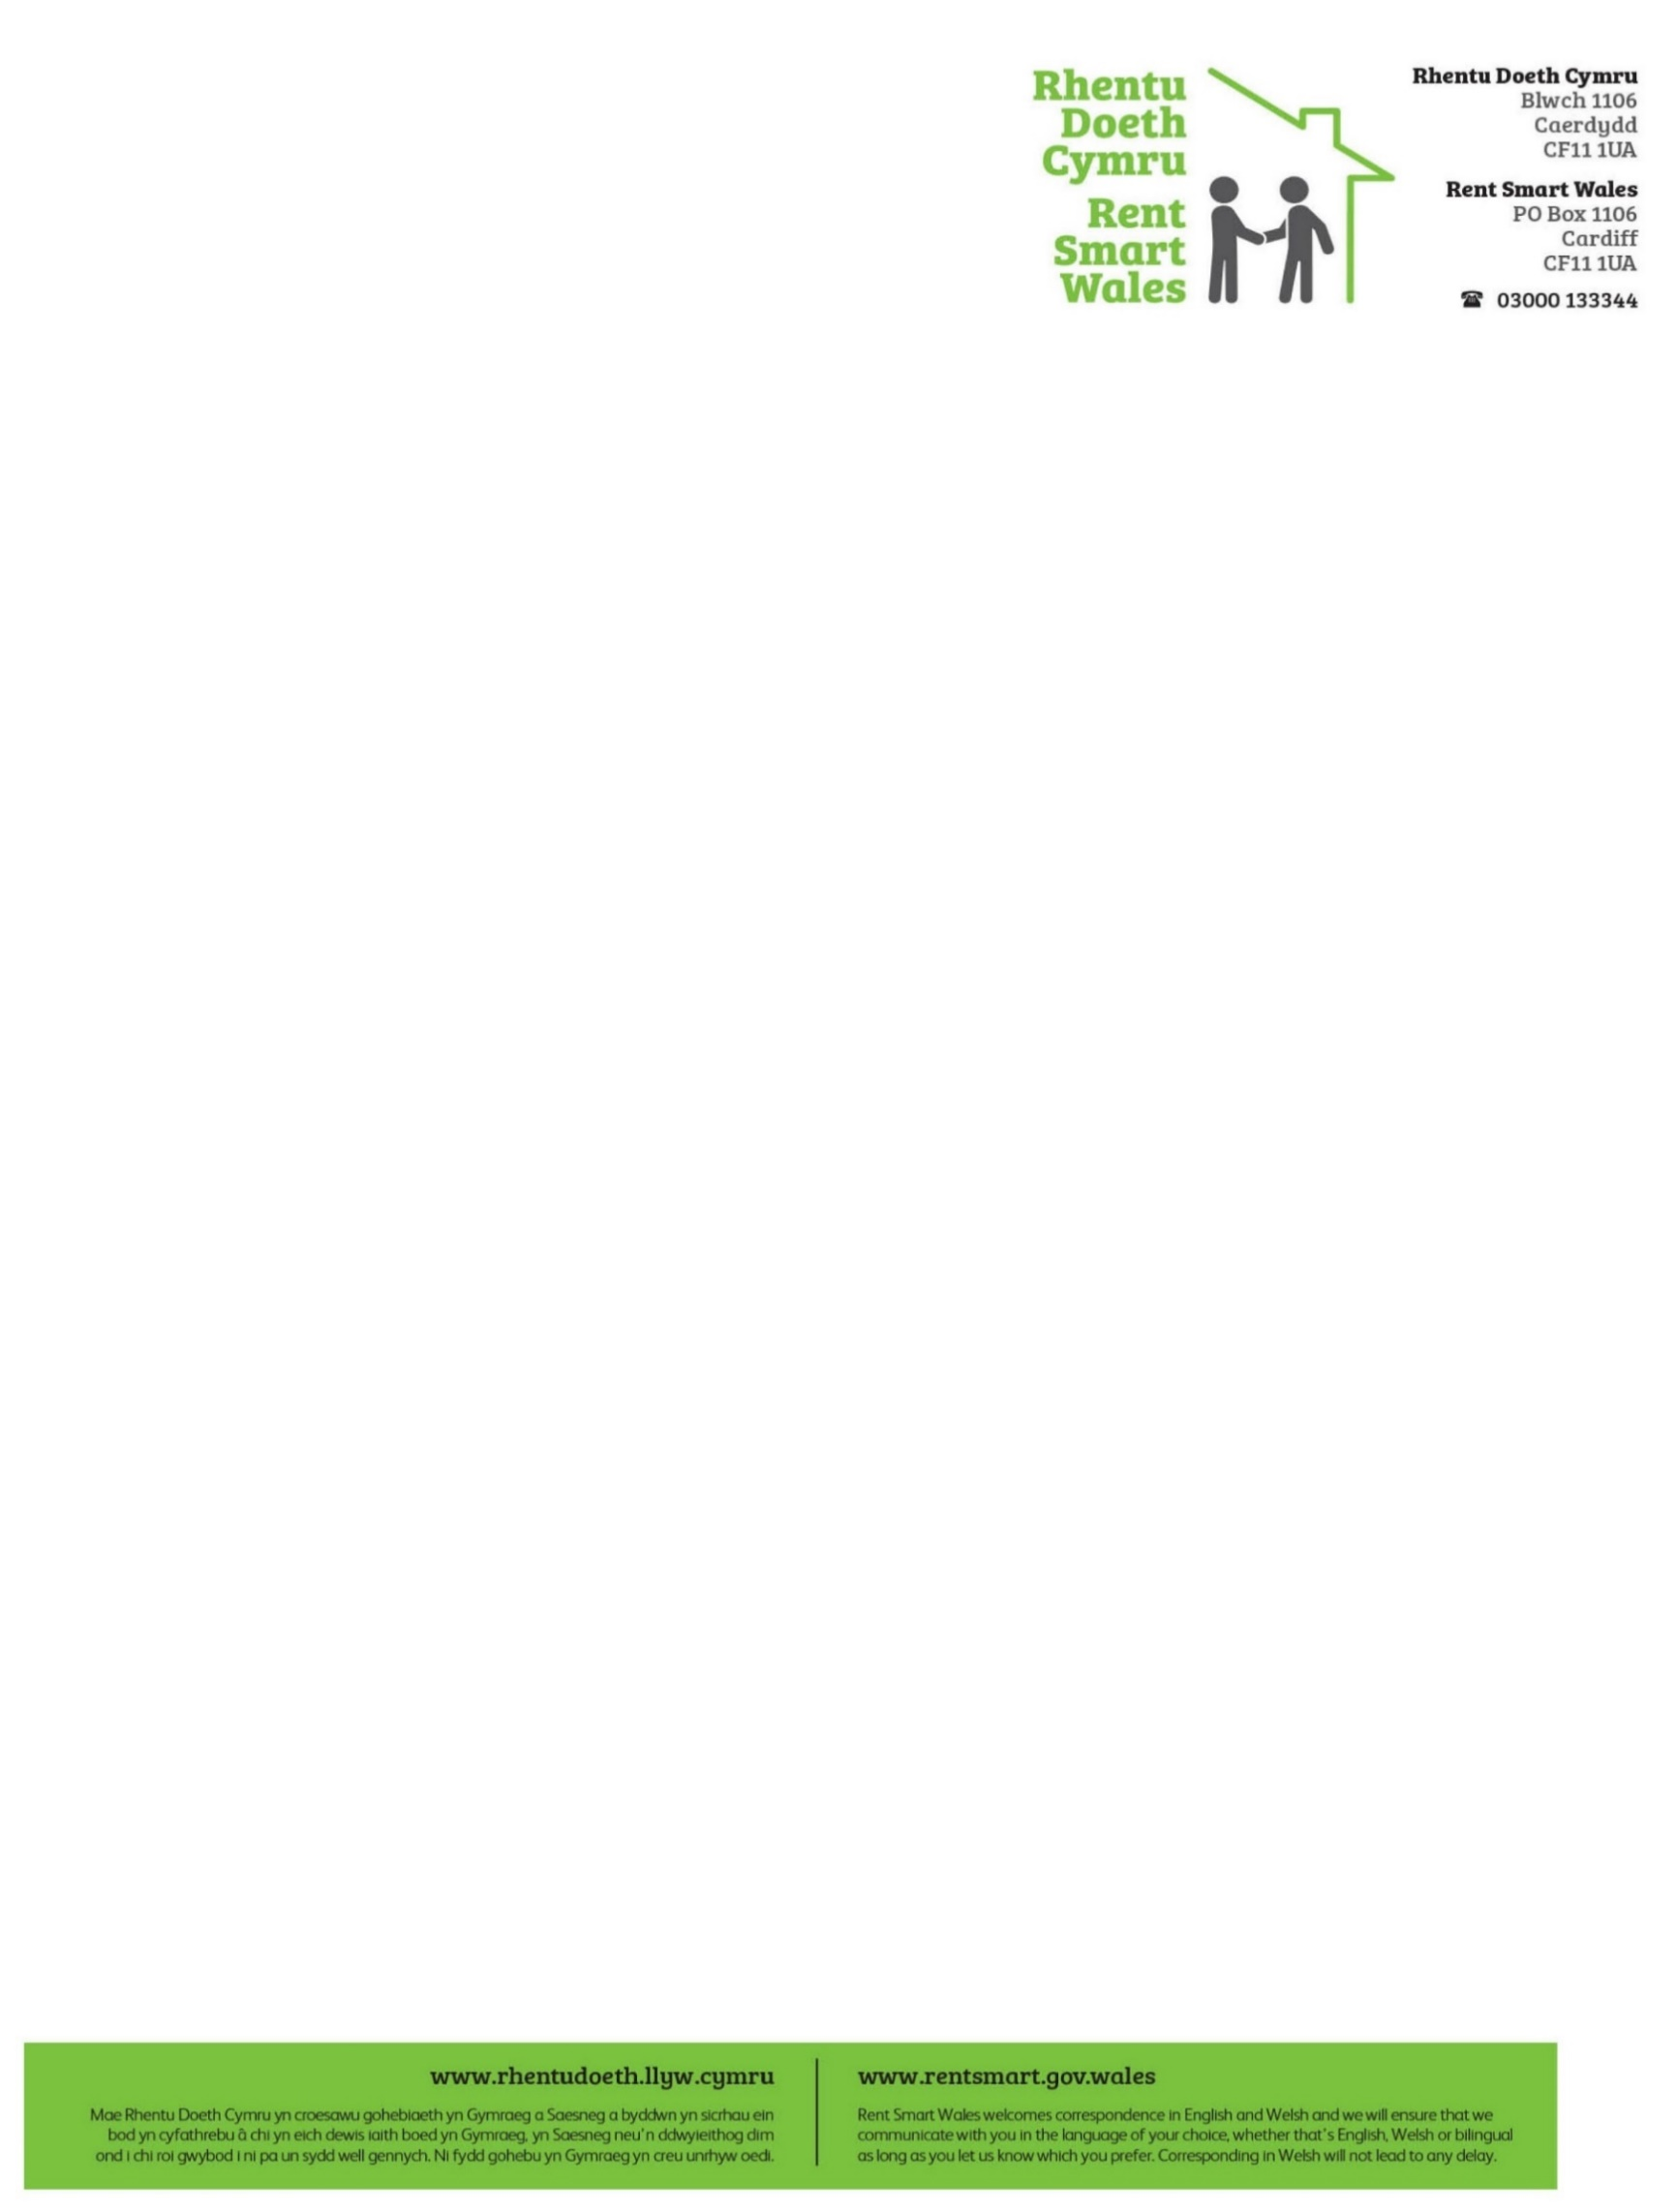 Rhentu
Doeth
Cymru
Rent
Smart
Wales
Rhentu Doeth Cymru
Blwch 1106
Caerdydd
CF11 1UA
Rent Smart Wales
PO Box 1106
Cardiff
CF11 1UA
☎ 03000 133344
www.rhentudoeth.llyw.cymru
Mae Rhentu Doeth Cymru yn croesawu gohebiaeth yn Gymraeg a Saesneg a byddwn yn sicrhau ein
bod yn cyfathrebu â chi yn eich dewis iaith boed yn Gymraeg, yn Saesneg neu'n ddwyieithog dim
ond i chi roi gwybod i ni pa un sydd well gennych. Ni fydd gohebu yn Gymraeg yn creu unrhyw oedi.
www.rentsmart.gov.wales
Rent Smart Wales welcomes correspondence in English and Welsh and we will ensure that we
communicate with you in the language of your choice, whether that's English, Welsh or bilingual
as long as you let us know which you prefer. Corresponding in Welsh will not lead to any delay.